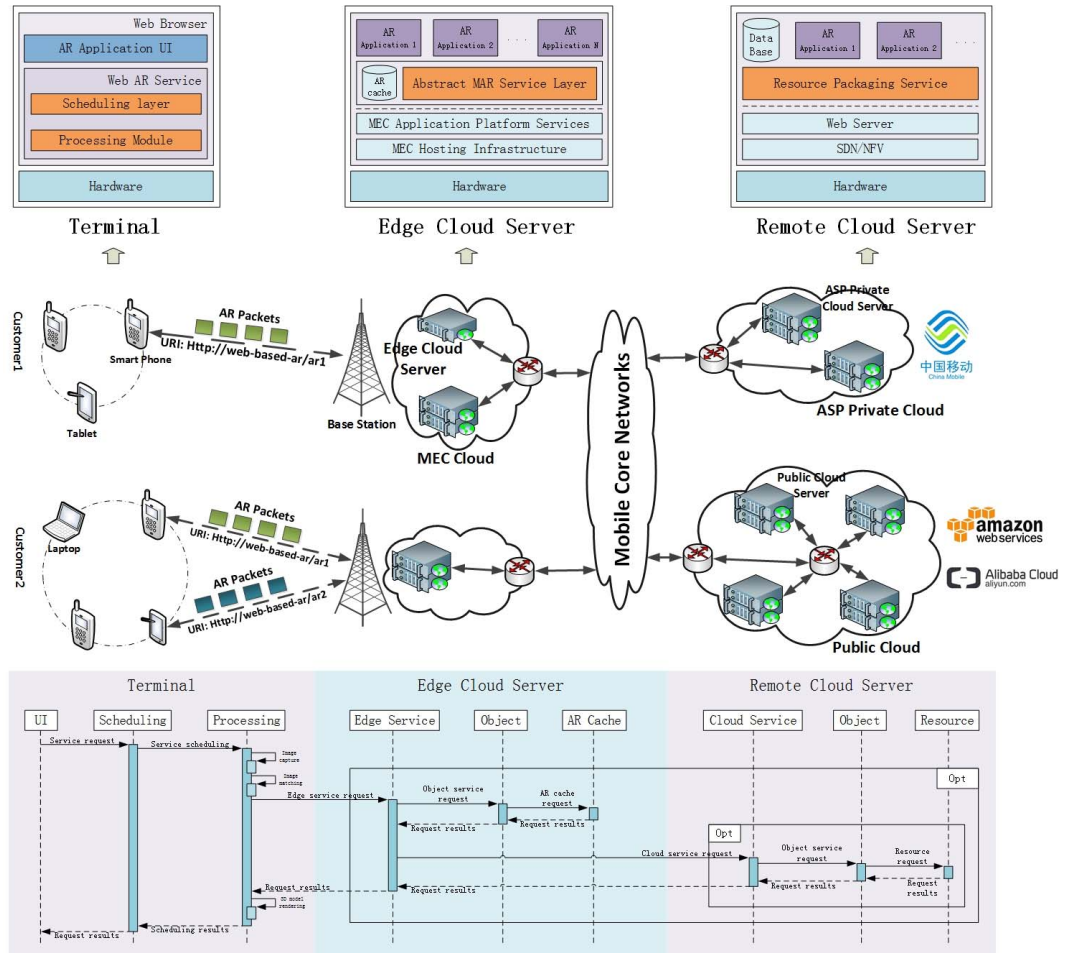 Web Browser
AR Application UI
Web AR Service
Scheduling layer
Processing Module
Hardware
Terminal
AR
Application 1
AR
Application 2
. . .
AR
Application N
AR
cache
Abstract MAR Service Layer
MEC Application Platform Services
MEC Hosting Infrastructure
Hardware
Edge Cloud Server
Data
Base
AR
Application 1
AR
Application 2
. . .
Resource Packaging Service
Web Server
SDN/NFV
Hardware
Remote Cloud Server
Customer1
Smart Phone
Tablet
AR Packets
URI: Http://web-based-ar/ar1
Base Station
Edge Cloud
Server
MEC Cloud
Mobile Core Networks
ASP Private
Cloud Server
ASP Private Cloud
中国移动
China Mobile
Customer2
Laptop
AR Packets
URI: Http://web-based-ar/ar1
AR Packets
URI: Http://web-based-ar/ar2
Public Cloud
Server
Public Cloud
amazon
webservices
Alibaba Cloud
aliyun.com
Terminal
Edge Cloud Server
Remote Cloud Server
UI
Scheduling
Processing
Edge Service
Object
AR Cache
Cloud Service
Object
Resource
Service request
Service scheduling
Image
capture
Image
matching
Edge service request
Object service
request
AR cache
request
Request results
Request results
Opt
Opt
Cloud service request
Object service
request
Resource
request
Request results
Request
results
Request results
3D model
rendering
Scheduling results
Request results